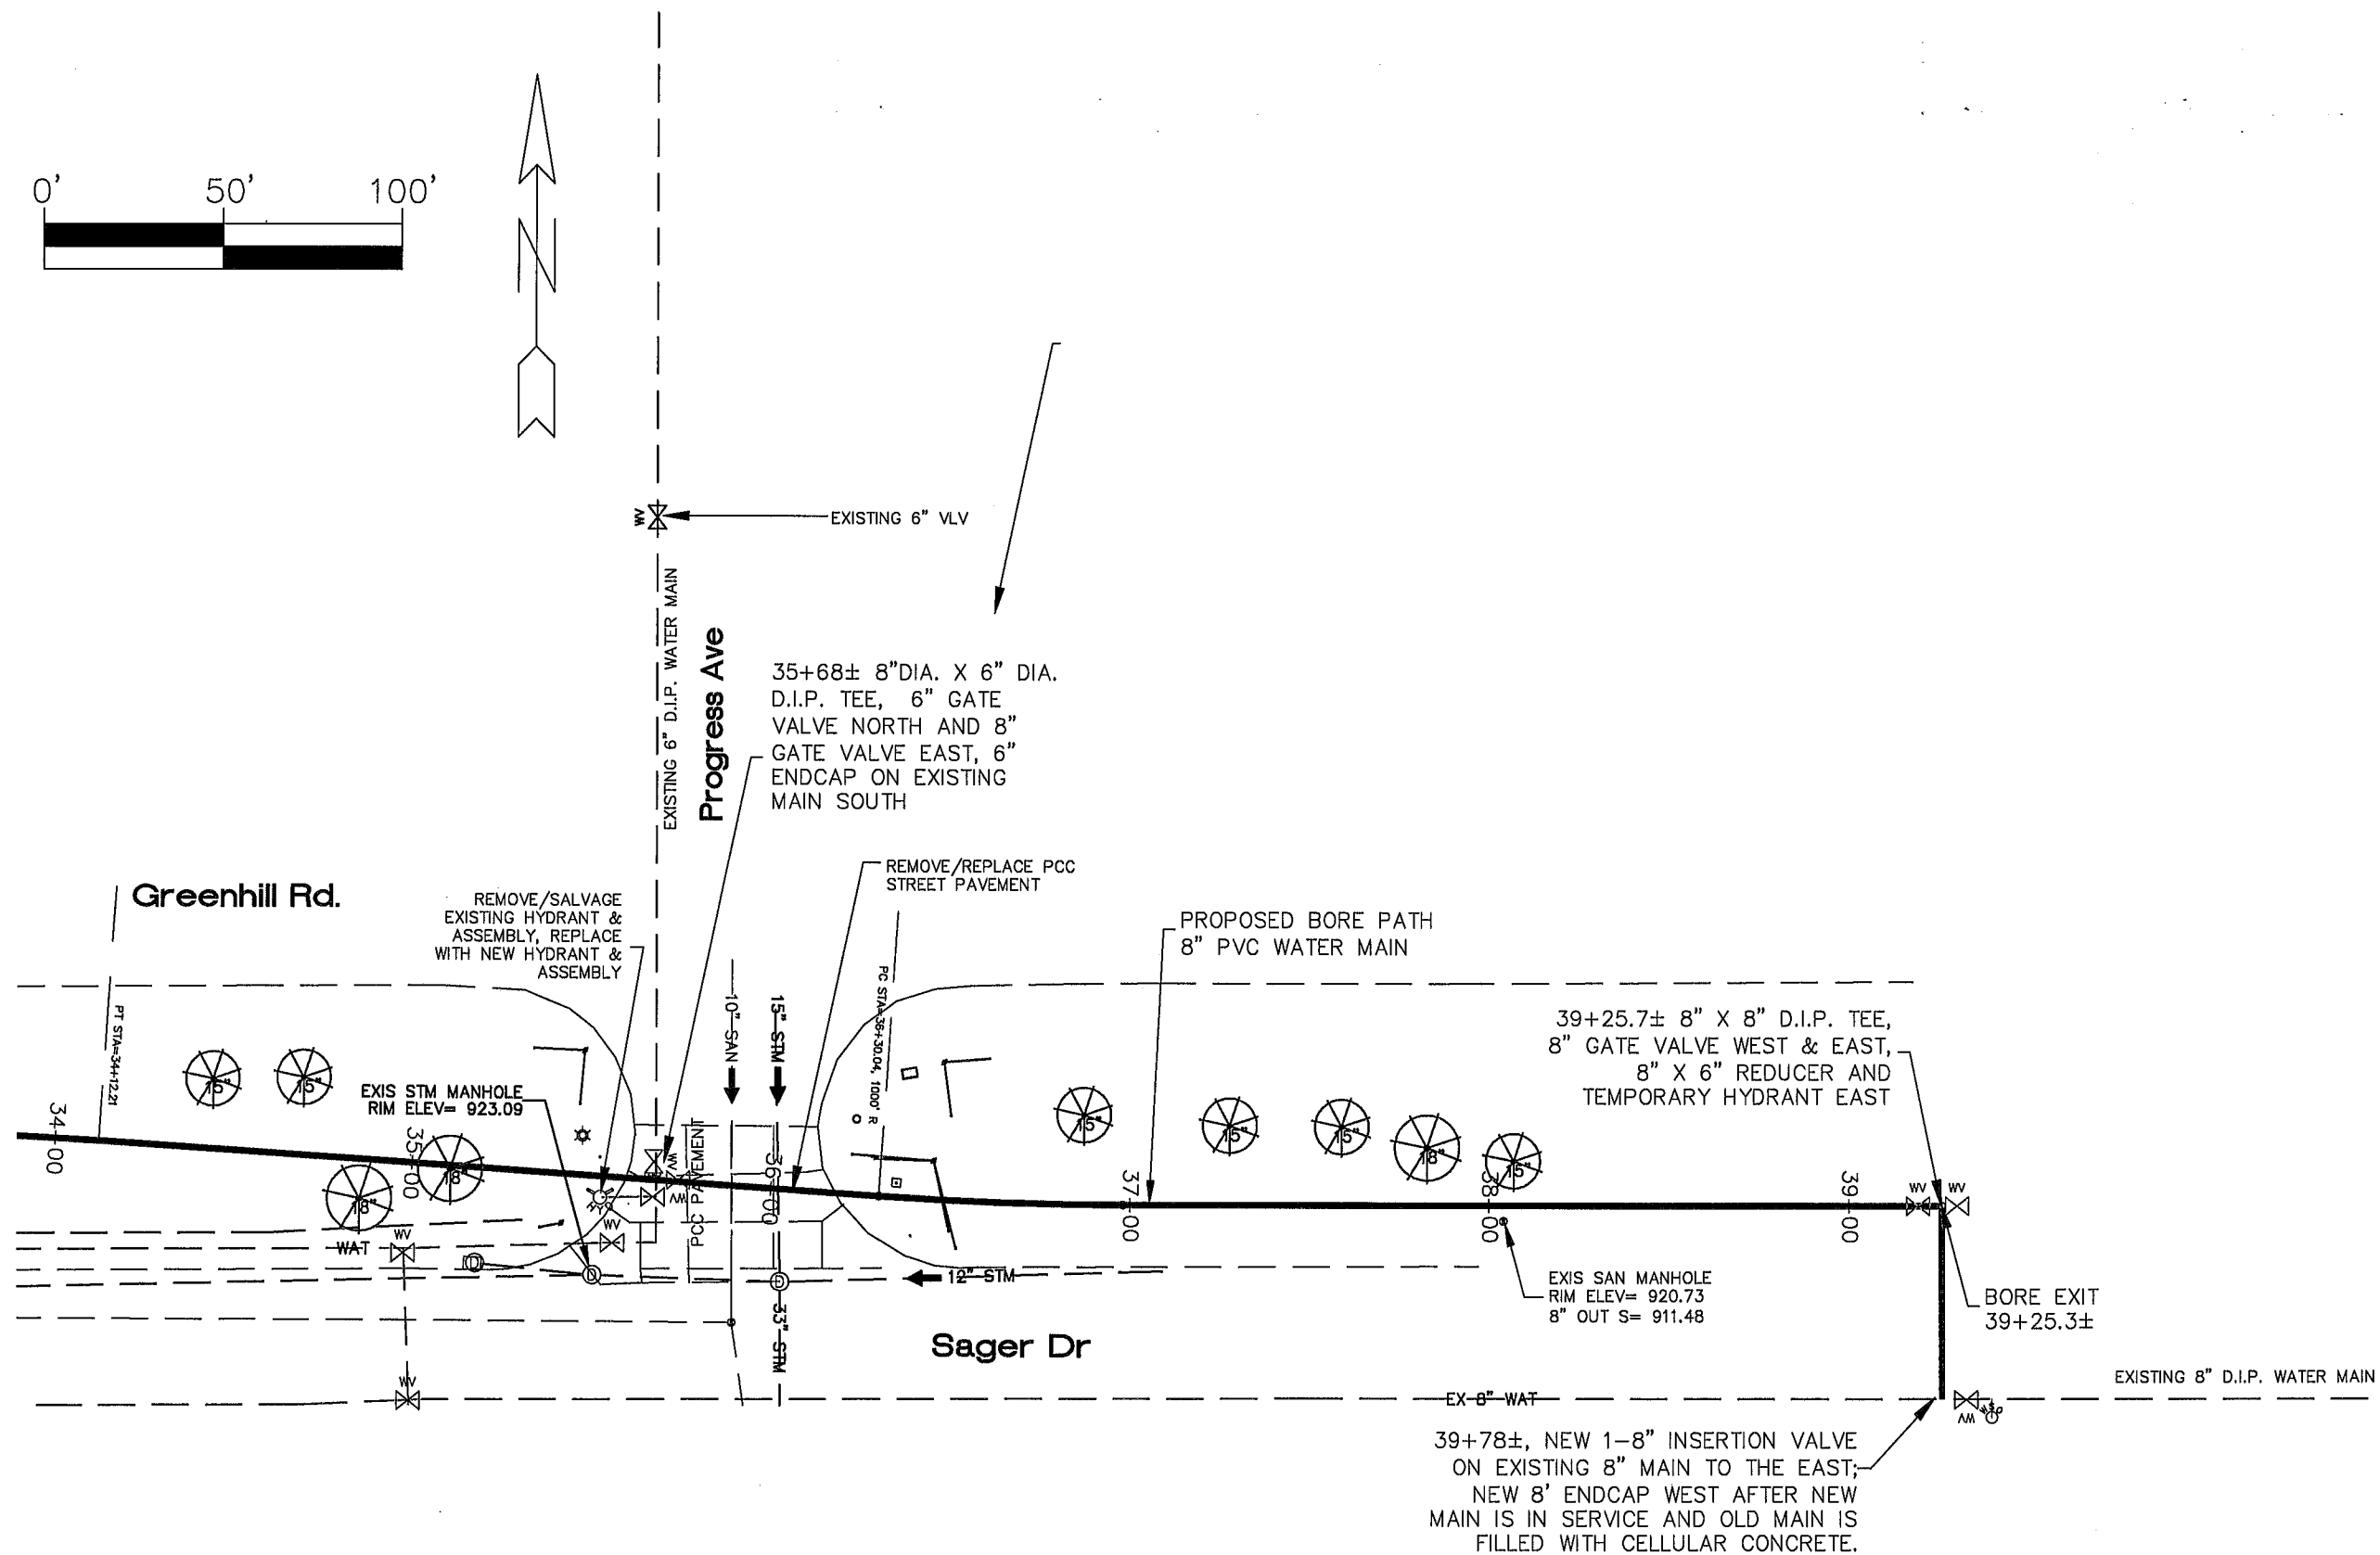 0' 50' 100'
N
WV
EXISTING 6" VLV
EXISTING 6" D.I.P. WATER MAIN
Progress Ave
35+68± 8"DIA. X 6" DIA.
D.I.P. TEE, 6" GATE
VALVE NORTH AND 8"
GATE VALVE EAST, 6"
ENDCAP ON EXISTING
MAIN SOUTH
Greenhill Rd.
REMOVE/SALVAGE
EXISTING HYDRANT &
ASSEMBLY, REPLACE
WITH NEW HYDRANT &
ASSEMBLY
REMOVE/REPLACE PCC
STREET PAVEMENT
PROPOSED BORE PATH
8" PVC WATER MAIN
PT STA=34+12.21
10" SAN
15" STM
PC STA=36+30.04, 1000' R
39+25.7± 8" X 8" D.I.P. TEE,
8" GATE VALVE WEST & EAST,
8" X 6" REDUCER AND
TEMPORARY HYDRANT EAST
15"
15"
EXIS STM MANHOLE
RIM ELEV= 923.09
15"
15"
15"
18"
15"
34+00
35+00
18"
18"
WV
WV
PCC PAVEMENT
36+00
37+00
38+00
39+00
WV
WV
WV
WAT
WV
D
D
D
12" STM
33" STM
EXIS SAN MANHOLE
RIM ELEV= 920.73
8" OUT S= 911.48
BORE EXIT
39+25.3±
Sager Dr
WV
EX 8" WAT
EXISTING 8" D.I.P. WATER MAIN
WV
39+78±, NEW 1-8" INSERTION VALVE
ON EXISTING 8" MAIN TO THE EAST;
NEW 8' ENDCAP WEST AFTER NEW
MAIN IS IN SERVICE AND OLD MAIN IS
FILLED WITH CELLULAR CONCRETE.